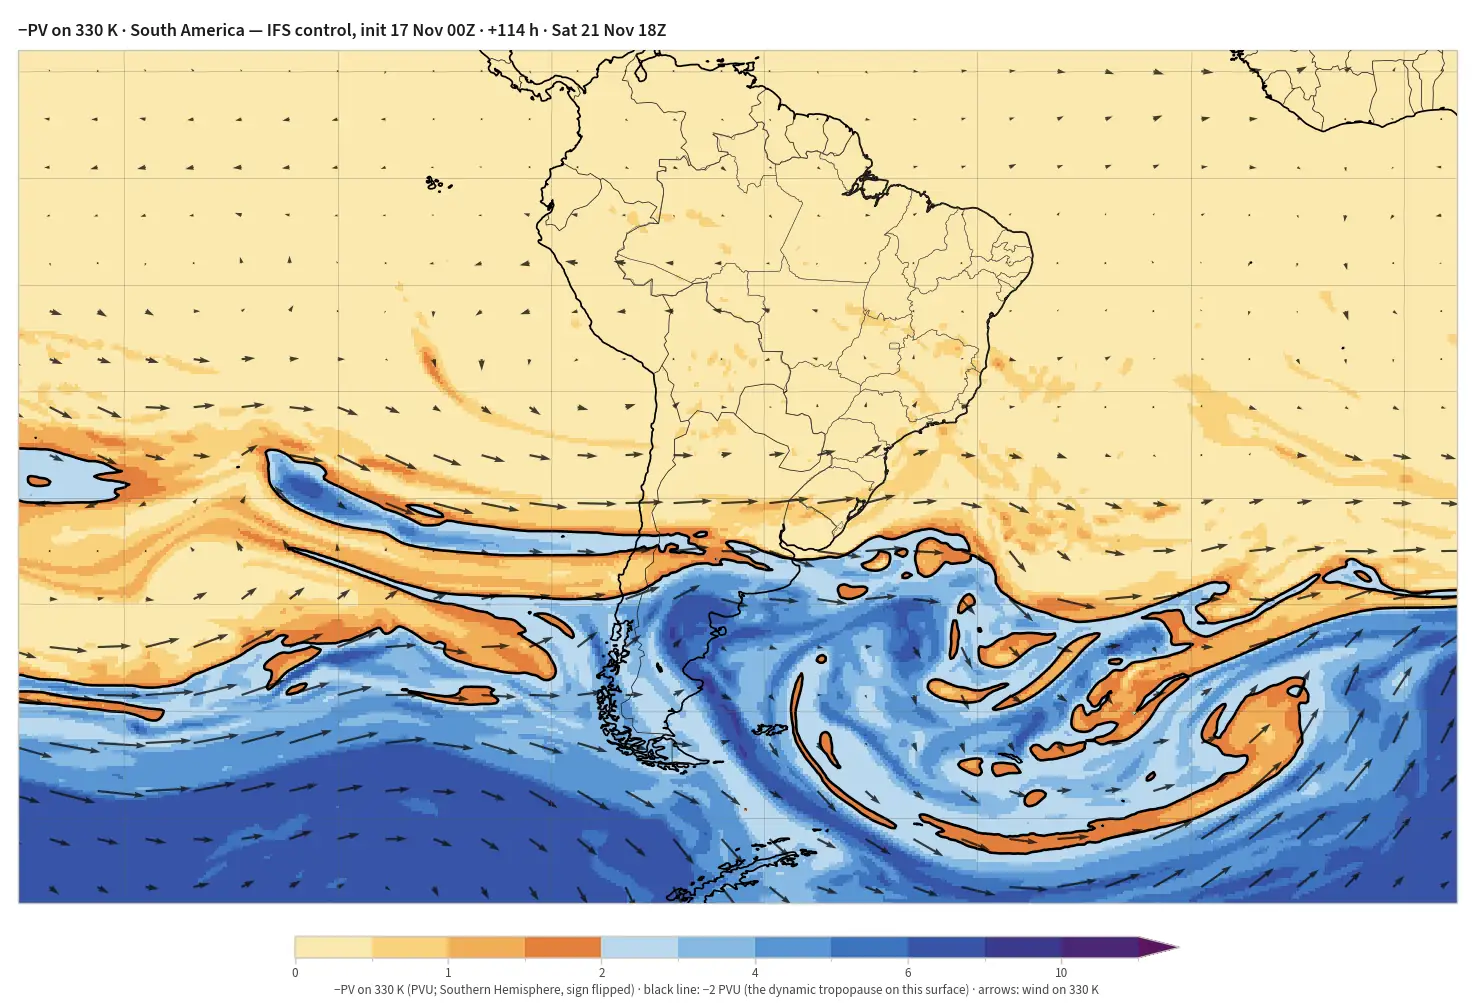 −PV on 330 K · South America — IFS control, init 17 Nov 00Z · +114 h · Sat 21 Nov 18Z
0 1 2 4 6 10
−PV on 330 K (PVU; Southern Hemisphere, sign flipped) · black line: −2 PVU (the dynamic tropopause on this surface) · arrows: wind on 330 K